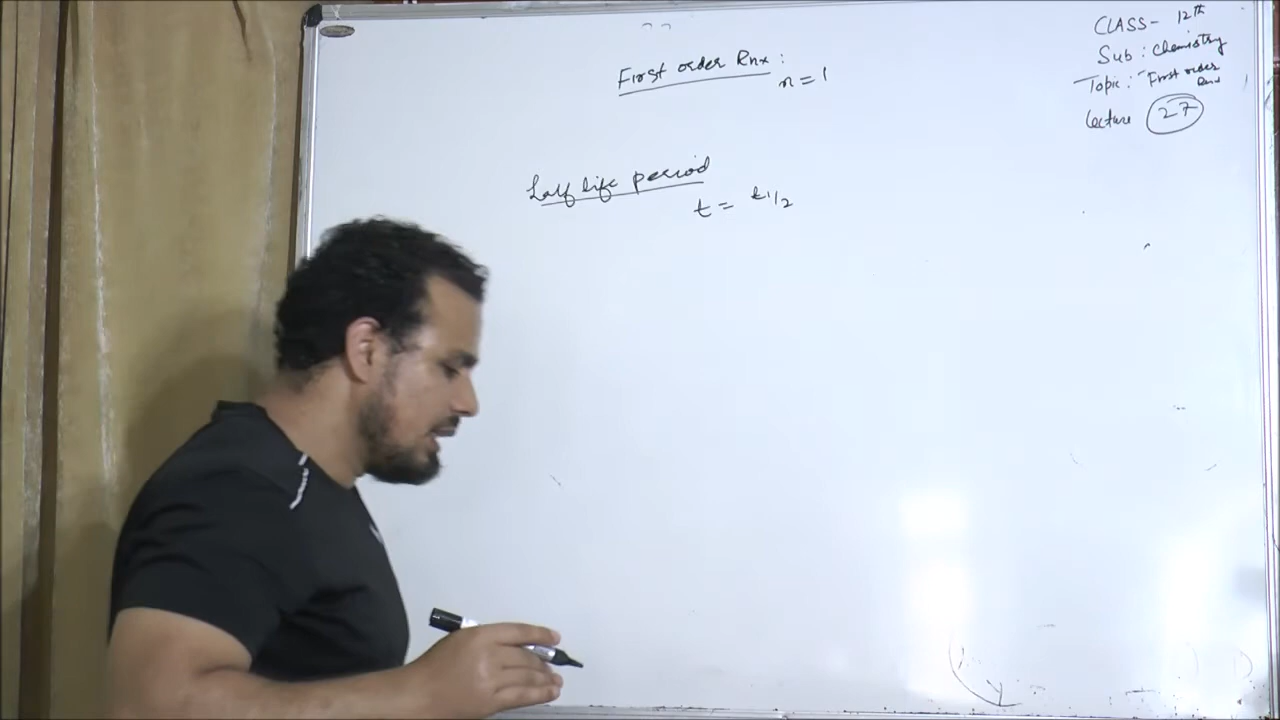 First order Rnx :
n = 1
Half life period
t = t1/2
CLASS- 12th
Sub : Chemistry
Topic :- First order
Rnx
Lecture 27